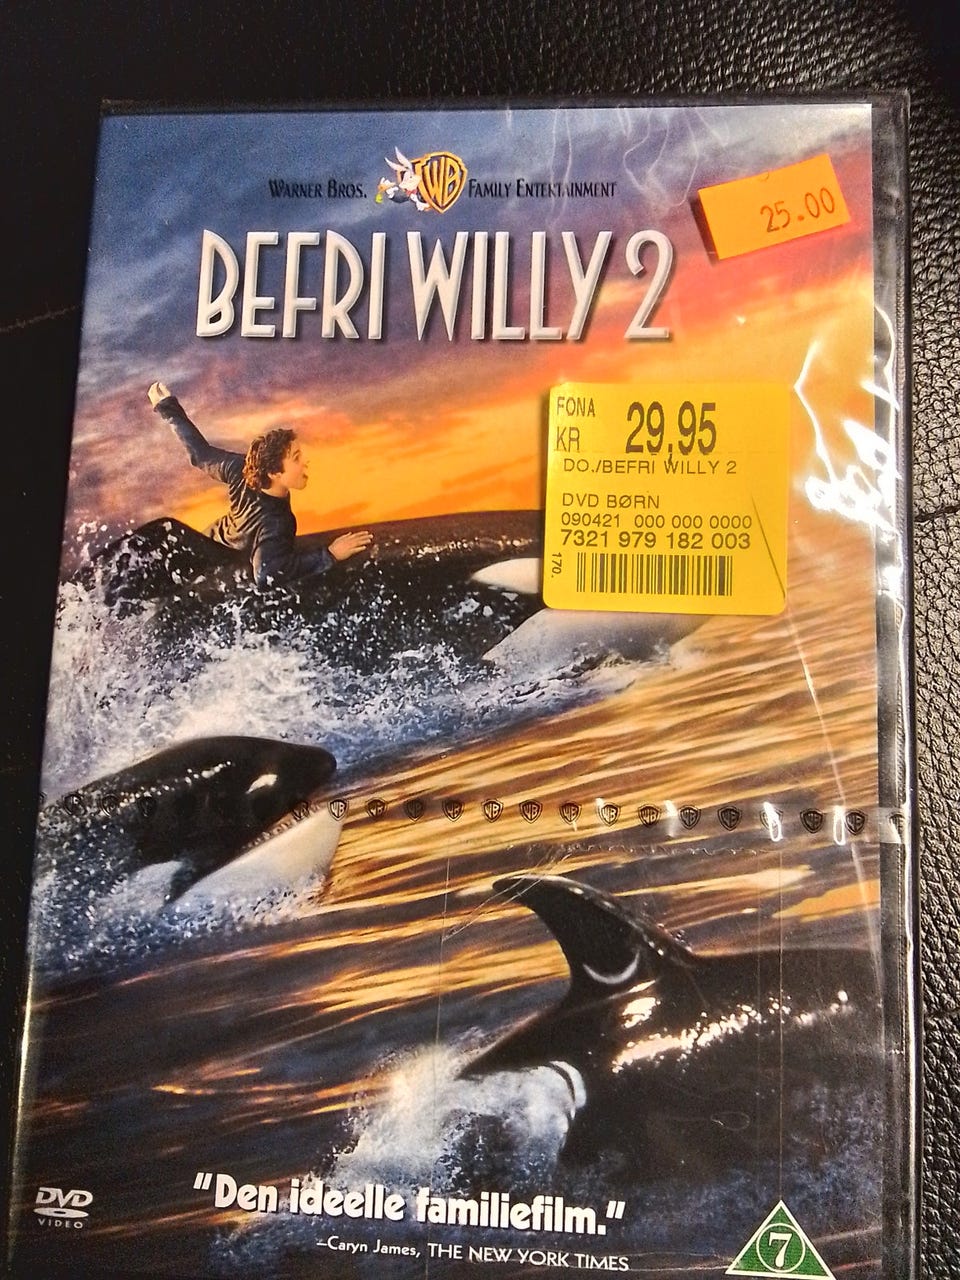 WARNER BROS. WB FAMILY ENTERTAINMENT
25.00
BEFRI WILLY 2
FONA
KR 29,95
DO./BEFRI WILLY 2
DVD BØRN
090421 000 000 0000
7321 979 182 003
170.
"Den ideelle familiefilm."
–Caryn James, THE NEW YORK TIMES
DVD
VIDEO
7